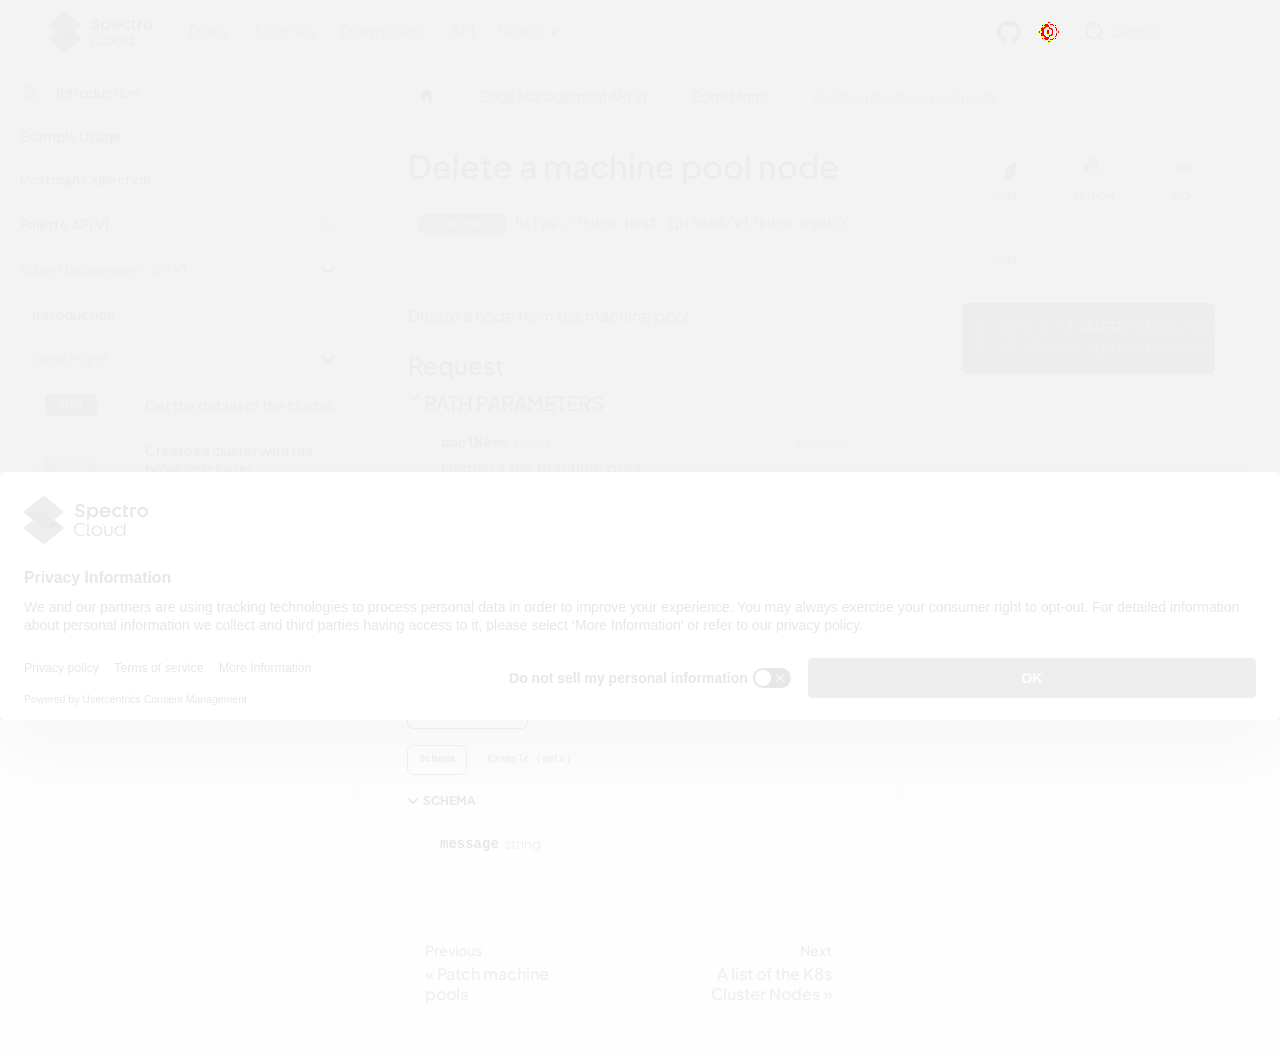 Spectro Cloud
Docs Tutorials Downloads API latest
Search
Introduction
Example Usage
Postman Collection
Palette API V1
Edge Management API V1
Introduction
Edge Mgmt
GET Get the details of the cluster.
Creates a cluster with the
provided cluster
Edge Management API V1 Edge Mgmt Delete a machine pool node
Delete a machine pool node
https://edge-host-ip:5080/v1/edge-mgmt/
Delete a node from the machine pool
Request
PATH PARAMETERS
poolName string REQUIRED
Name of the machine pool
CURL PYTHON GO
CURL
DELETE
Spectro
Cloud
Privacy Information
We and our partners are using tracking technologies to process personal data in order to improve your experience. You may always exercise your consumer right to opt-out. For detailed information
about personal information we collect and third parties having access to it, please select ‘More Information’ or refer to our privacy policy.
Privacy policy Terms of service More Information
Powered by Usercentrics Consent Management
Do not sell my personal information
OK
Schema Example (auto)
SCHEMA
message string
Previous
« Patch machine
pools
Next
A list of the K8s
Cluster Nodes »